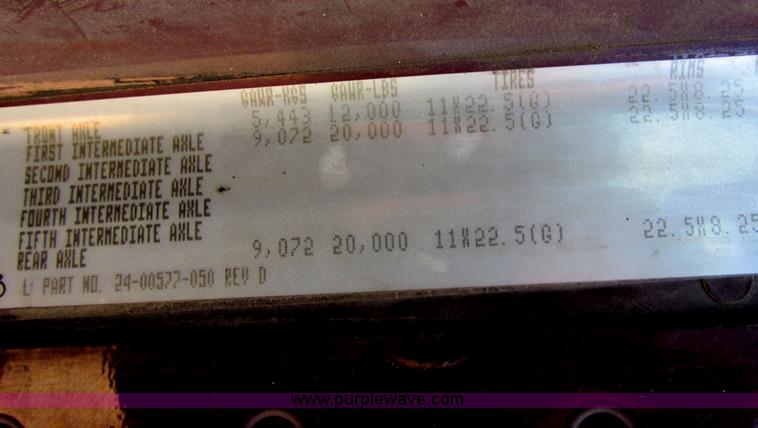 GAWR-KGS GAWR-LBS TIRES RIMS
FRONT AXLE 5,443 12,000 11X22.5(G) 22.5X8.25
FIRST INTERMEDIATE AXLE 9,072 20,000 11X22.5(G) 22.5X8.25
SECOND INTERMEDIATE AXLE
THIRD INTERMEDIATE AXLE
FOURTH INTERMEDIATE AXLE
FIFTH INTERMEDIATE AXLE
REAR AXLE 9,072 20,000 11X22.5(G) 22.5X8.25
PART NO. 24-00577-050 REV D
www.purplewave.com